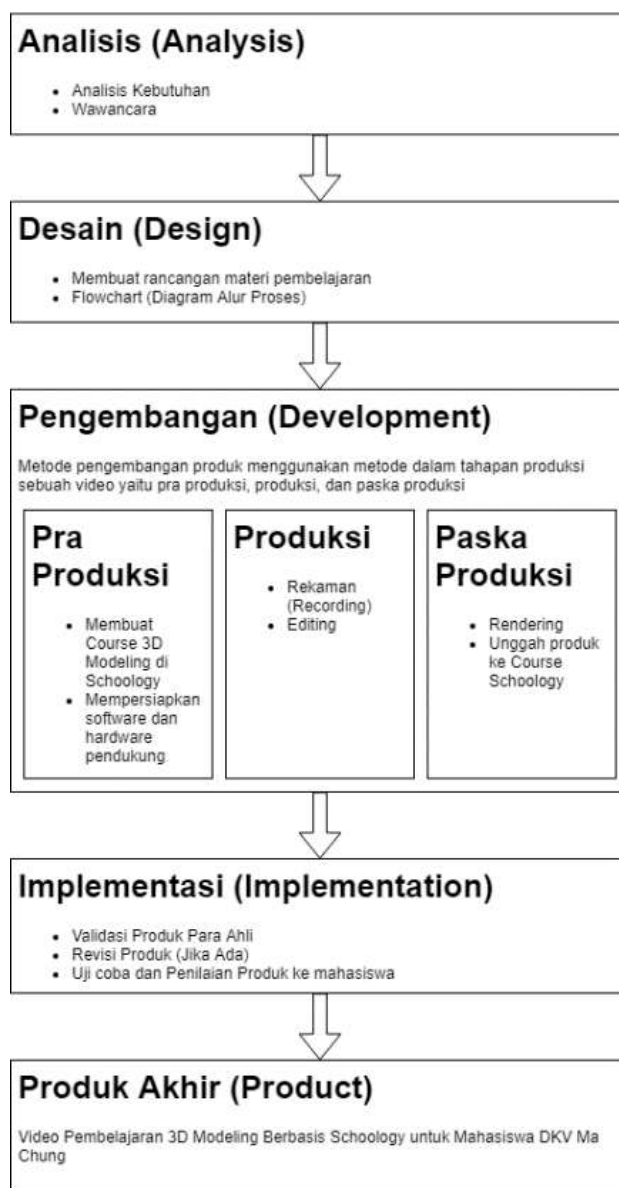 Analisis (Analysis)
• Analisis Kebutuhan
• Wawancara
Desain (Design)
• Membuat rancangan materi pembelajaran
• Flowchart (Diagram Alur Proses)
Pengembangan (Development)
Metode pengembangan produk menggunakan metode dalam tahapan produksi
sebuah video yaitu pra produksi, produksi, dan paska produksi
Pra
Produksi
• Membuat
Course 3D
Modeling di
Schoology
• Mempersiapkan
software dan
hardware
pendukung
Produksi
• Rekaman
(Recording)
• Editing
Paska
Produksi
• Rendering
• Unggah produk
ke Course
Schoology
Implementasi (Implementation)
• Validasi Produk Para Ahli
• Revisi Produk (Jika Ada)
• Uji coba dan Penilaian Produk ke mahasiswa
Produk Akhir (Product)
Video Pembelajaran 3D Modeling Berbasis Schoology untuk Mahasiswa DKV Ma
Chung